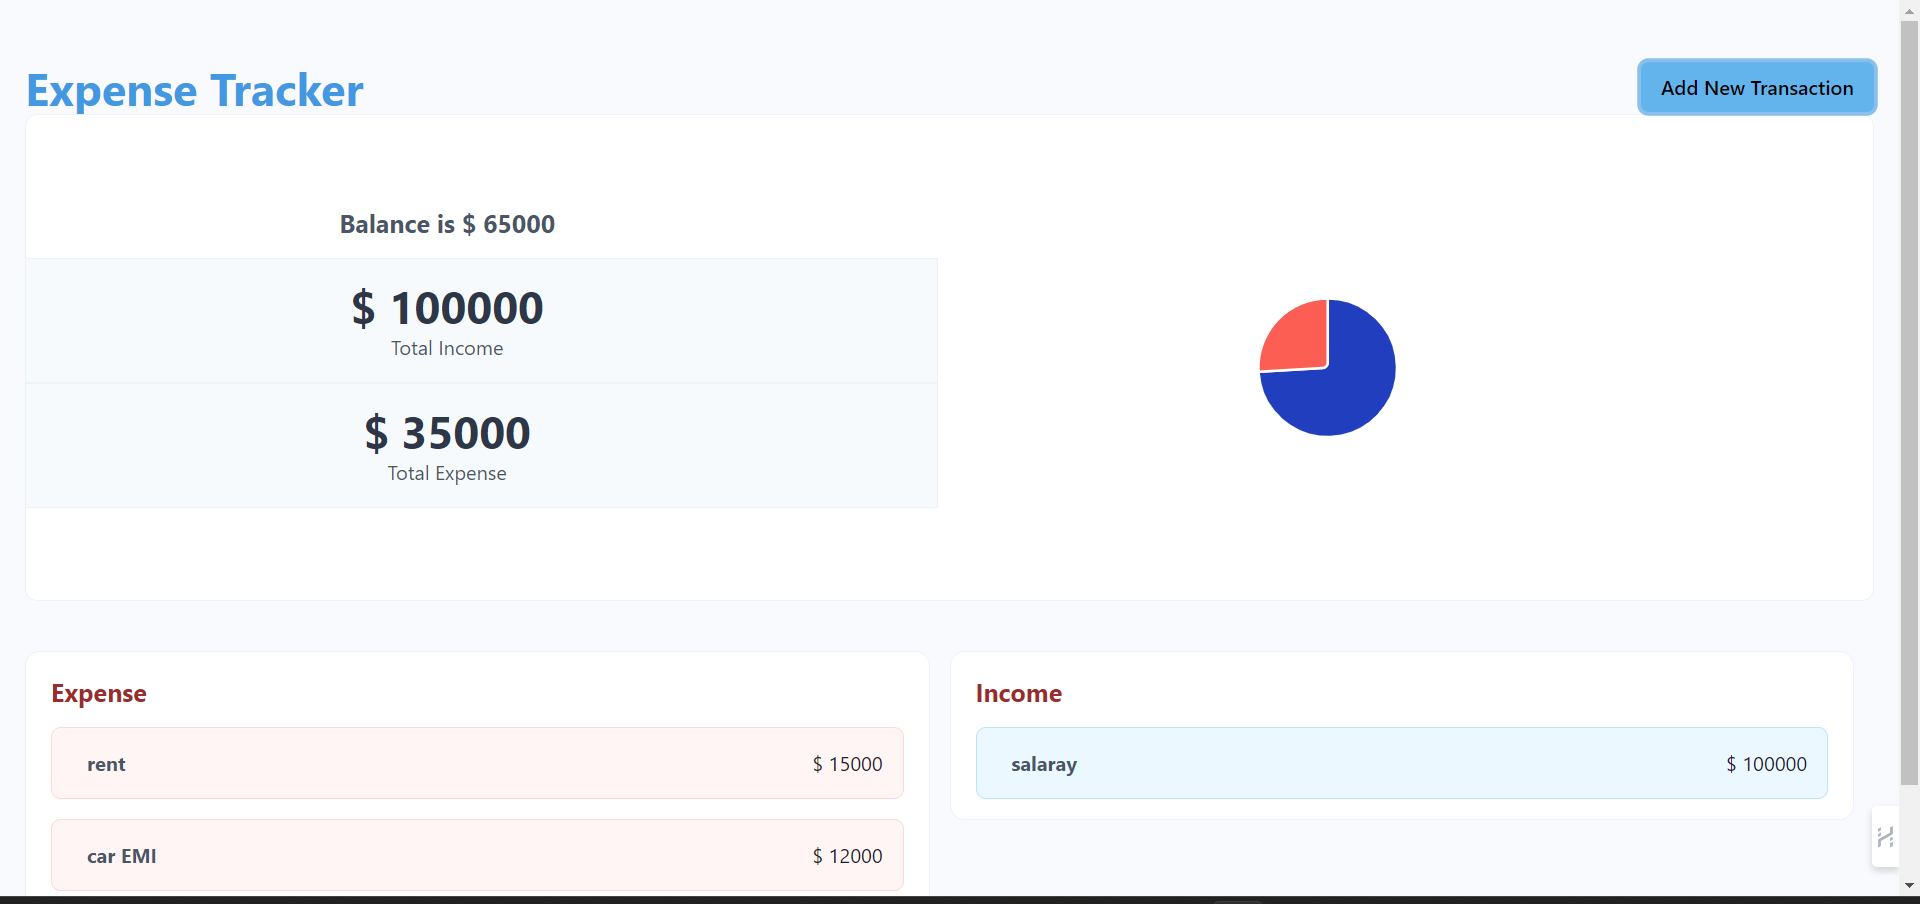 Expense Tracker
Add New Transaction
Balance is $ 65000
$ 100000
Total Income
$ 35000
Total Expense
Expense
rent $ 15000
car EMI $ 12000
Income
salaray $ 100000